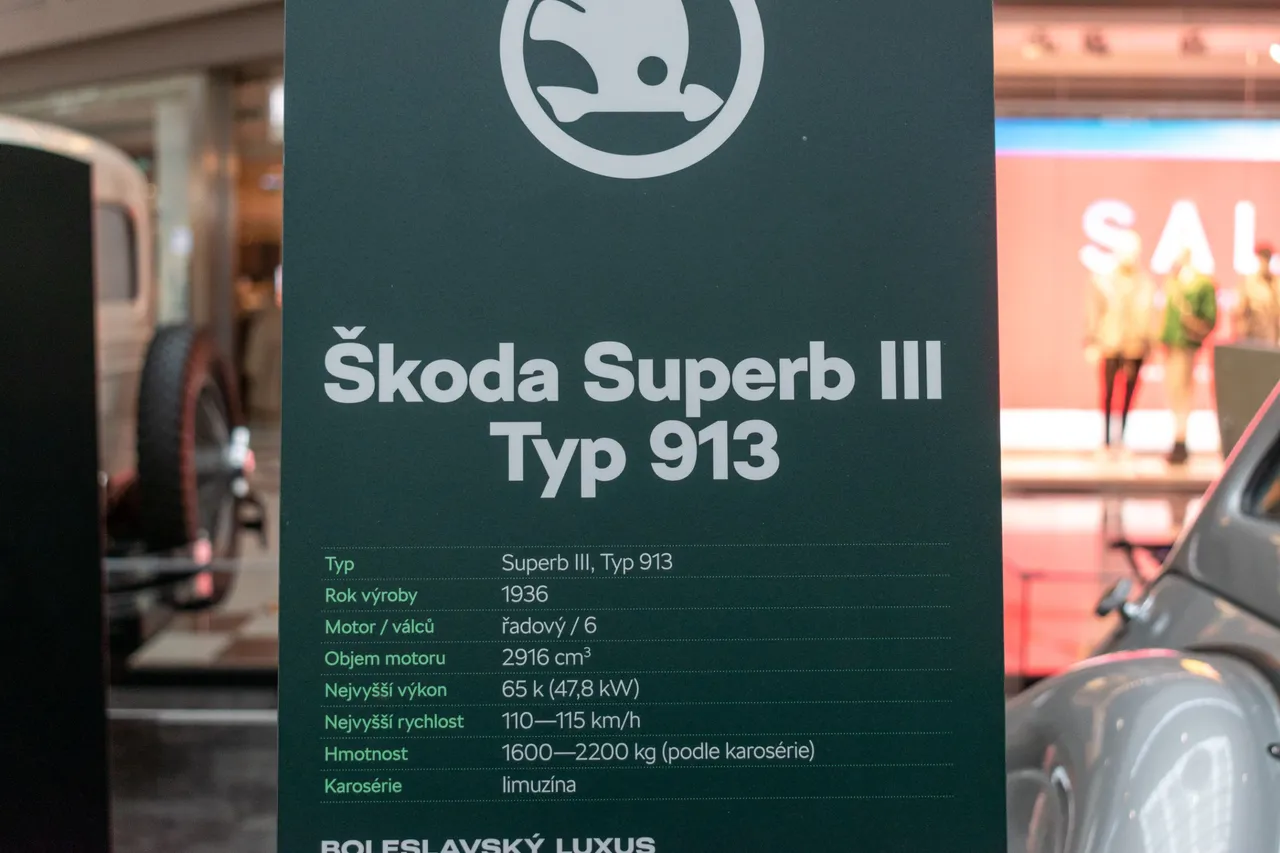 Škoda Superb III
Typ 913
Typ Superb III, Typ 913
Rok výroby 1936
Motor / válců řadový / 6
Objem motoru 2916 cm³
Nejvyšší výkon 65 k (47,8 kW)
Nejvyšší rychlost 110—115 km/h
Hmotnost 1600—2200 kg (podle karosérie)
Karosérie limuzína
BOLESLAVSKÝ LUXUS
SAL